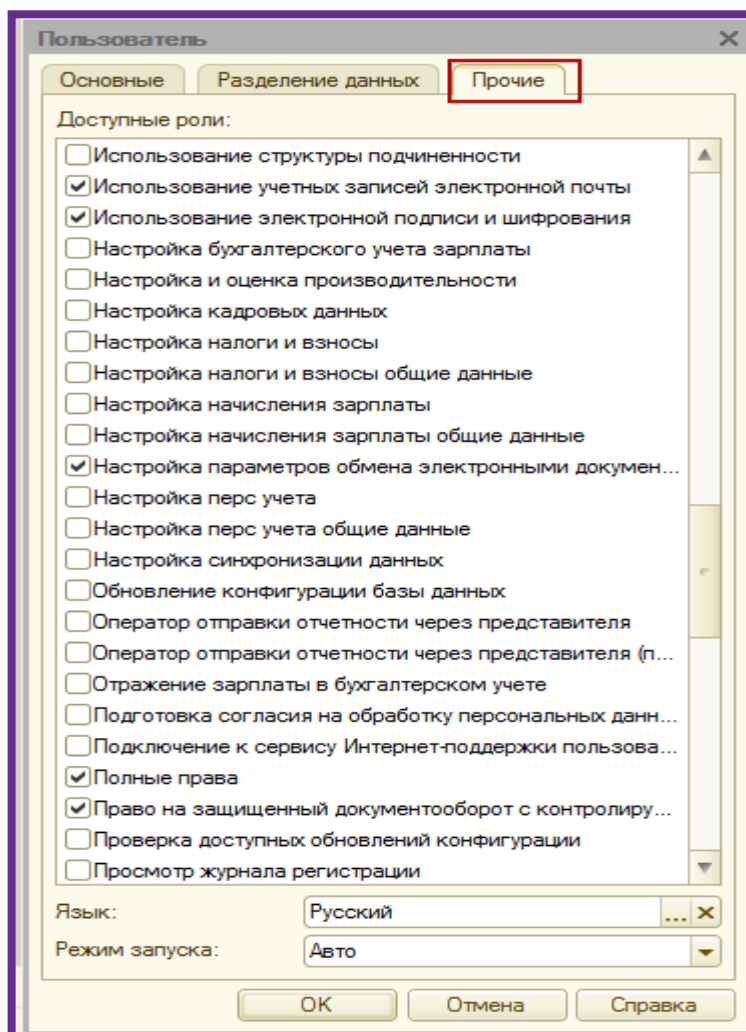 Пользователь
Основные Разделение данных Прочие
Доступные роли:
Использование структуры подчиненности
Использование учетных записей электронной почты
Использование электронной подписи и шифрования
Настройка бухгалтерского учета зарплаты
Настройка и оценка производительности
Настройка кадровых данных
Настройка налоги и взносы
Настройка налоги и взносы общие данные
Настройка начисления зарплаты
Настройка начисления зарплаты общие данные
Настройка параметров обмена электронными докумен...
Настройка перс учета
Настройка перс учета общие данные
Настройка синхронизации данных
Обновление конфигурации базы данных
Оператор отправки отчетности через представителя
Оператор отправки отчетности через представителя (п...
Отражение зарплаты в бухгалтерском учете
Подготовка согласия на обработку персональных данн...
Подключение к сервису Интернет-поддержки пользова...
Полные права
Право на защищенный документооборот с контролиру...
Проверка доступных обновлений конфигурации
Просмотр журнала регистрации
Язык: Русский ...
Режим запуска: Авто
OK Отмена Справка